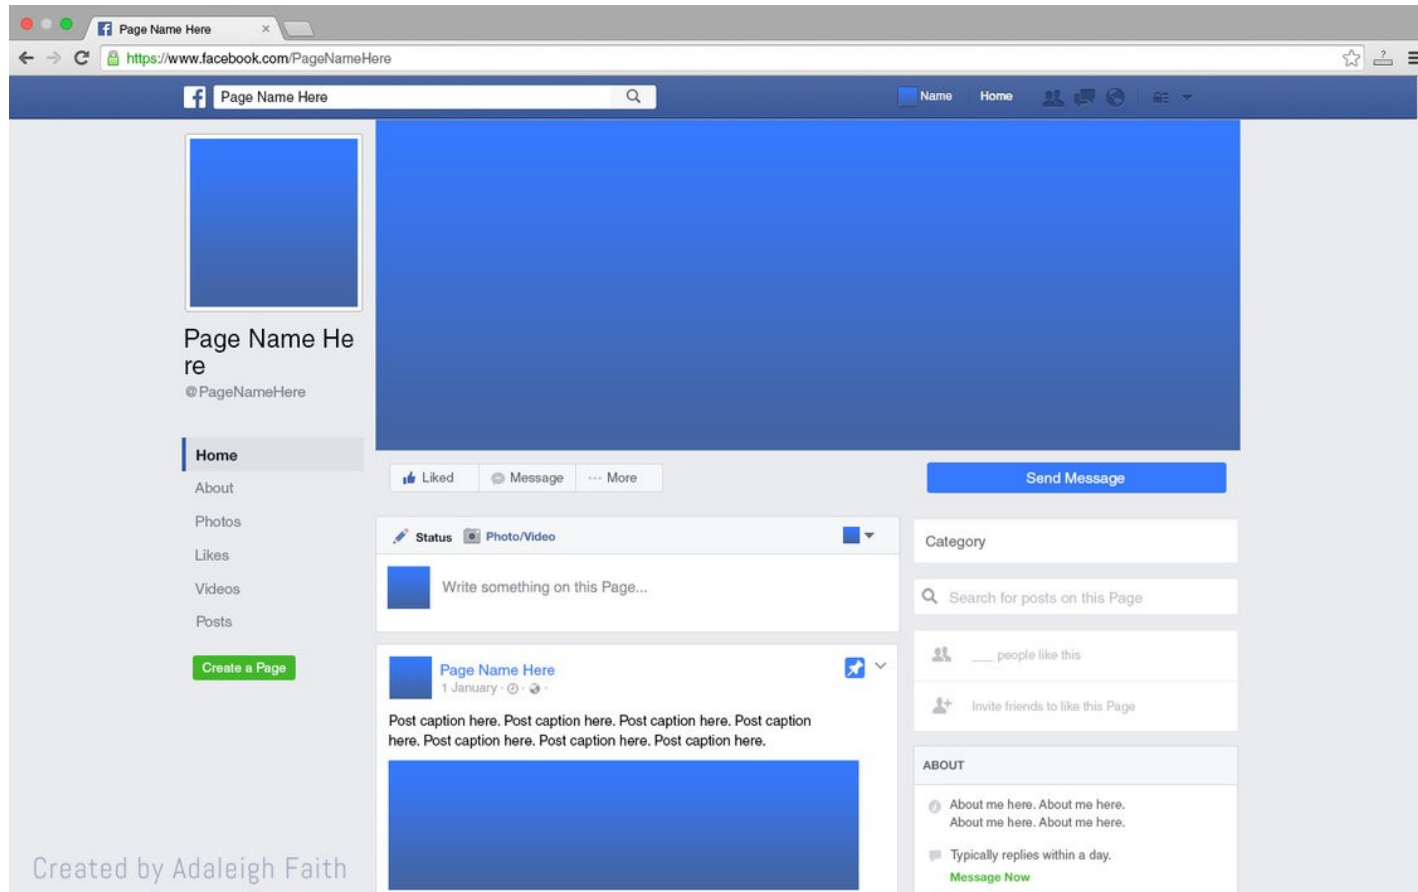 Page Name Here
https://www.facebook.com/PageNameHere
Page Name Here
Name
Home
Page Name He
re
@PageNameHere
Home
About
Photos
Likes
Videos
Posts
Create a Page
Liked
Message
More
Send Message
Status
Photo/Video
Write something on this Page...
Page Name Here
1 January
Post caption here. Post caption here. Post caption here. Post caption
here. Post caption here. Post caption here. Post caption here.
Category
Search for posts on this Page
___ people like this
Invite friends to like this Page
ABOUT
About me here. About me here.
About me here. About me here.
Typically replies within a day.
Message Now
Created by Adaleigh Faith